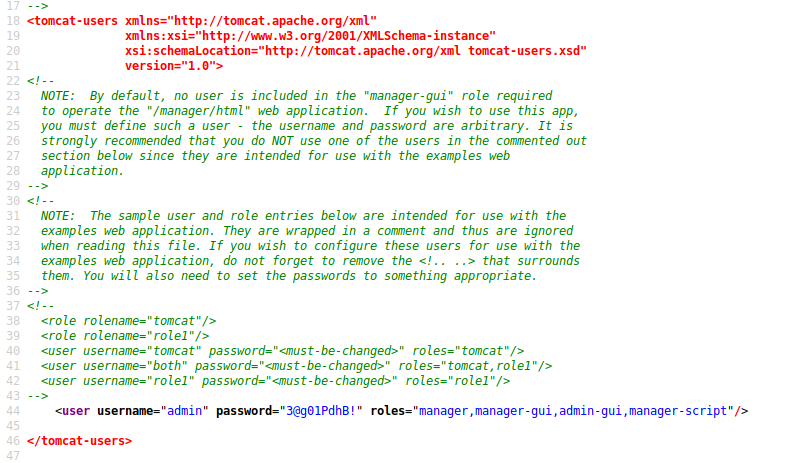 17 -->
18 <tomcat-users xmlns="http://tomcat.apache.org/xml"
19 xmlns:xsi="http://www.w3.org/2001/XMLSchema-instance"
20 xsi:schemaLocation="http://tomcat.apache.org/xml tomcat-users.xsd"
21 version="1.0">
22 <!--
23 NOTE:  By default, no user is included in the "manager-gui" role required
24 to operate the "/manager/html" web application.  If you wish to use this app,
25 you must define such a user - the username and password are arbitrary. It is
26 strongly recommended that you do NOT use one of the users in the commented out
27 section below since they are intended for use with the examples web
28 application.
29 -->
30 <!--
31 NOTE:  The sample user and role entries below are intended for use with the
32 examples web application. They are wrapped in a comment and thus are ignored
33 when reading this file. If you wish to configure these users for use with the
34 examples web application, do not forget to remove the <!.. ..> that surrounds
35 them. You will also need to set the passwords to something appropriate.
36 -->
37 <!--
38 <role rolename="tomcat"/>
39 <role rolename="role1"/>
40 <user username="tomcat" password="<must-be-changed>" roles="tomcat"/>
41 <user username="both" password="<must-be-changed>" roles="tomcat,role1"/>
42 <user username="role1" password="<must-be-changed>" roles="role1"/>
43 -->
44 <user username="admin" password="3@g01PdhB!" roles="manager,manager-gui,admin-gui,manager-script"/>
45
46 </tomcat-users>
47